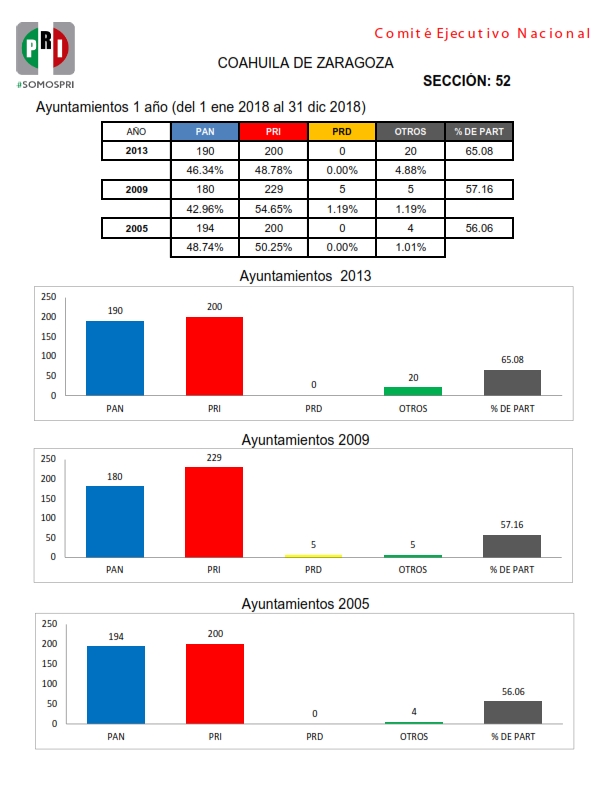 Comité Ejecutivo Nacional
PRI
#SOMOSPRI
COAHUILA DE ZARAGOZA
SECCIÓN: 52
Ayuntamientos 1 año (del 1 ene 2018 al 31 dic 2018)
AÑO PAN PRI PRD OTROS % DE PART
2013 190 200 0 20 65.08
46.34% 48.78% 0.00% 4.88%
2009 180 229 5 5 57.16
42.96% 54.65% 1.19% 1.19%
2005 194 200 0 4 56.06
48.74% 50.25% 0.00% 1.01%
Ayuntamientos 2013
250
200
150
100
50
0
190
200
0
20
65.08
PAN PRI PRD OTROS % DE PART
Ayuntamientos 2009
250
200
150
100
50
0
180
229
5
5
57.16
PAN PRI PRD OTROS % DE PART
Ayuntamientos 2005
250
200
150
100
50
0
194
200
0
4
56.06
PAN PRI PRD OTROS % DE PART